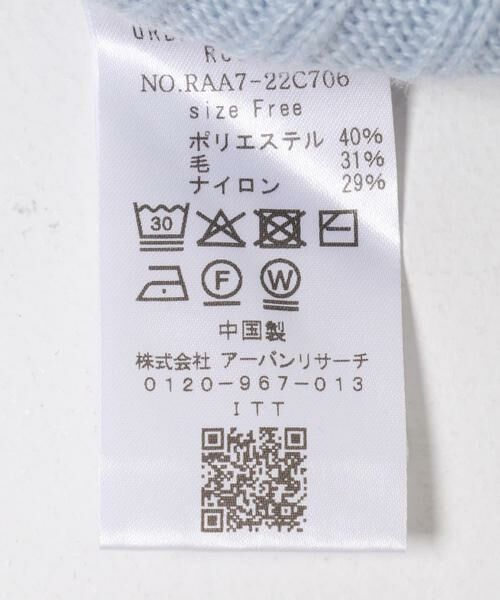 NO.RAA7-22C706
size Free
ポリエステル 40%
毛 31%
ナイロン 29%
30
F W
中国製
株式会社 アーバンリサーチ
0120-967-013
ITT